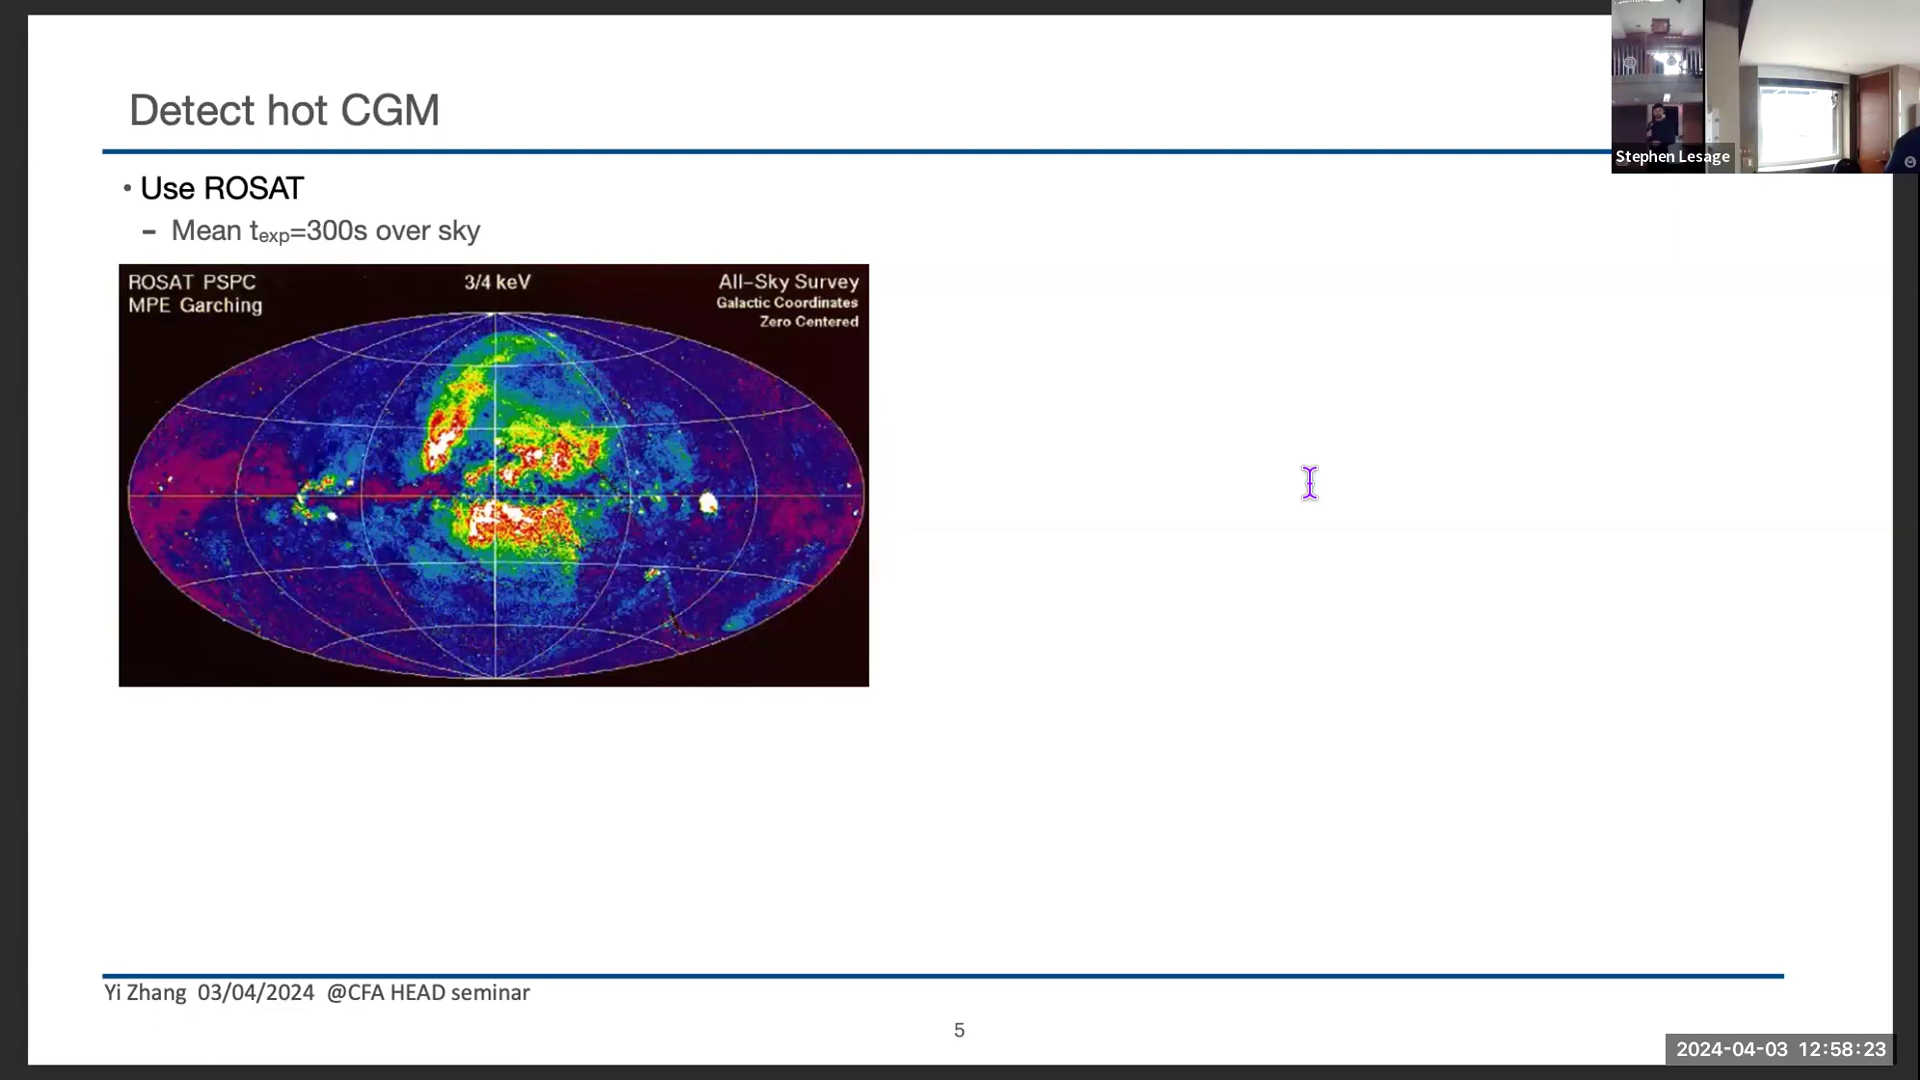 Detect hot CGM
• Use ROSAT
– Mean texp=300s over sky
ROSAT PSPC
MPE Garching
3/4 keV
All-Sky Survey
Galactic Coordinates
Zero Centered
Stephen Lesage
Yi Zhang 03/04/2024 @CFA HEAD seminar
5
2024-04-03 12:58:23